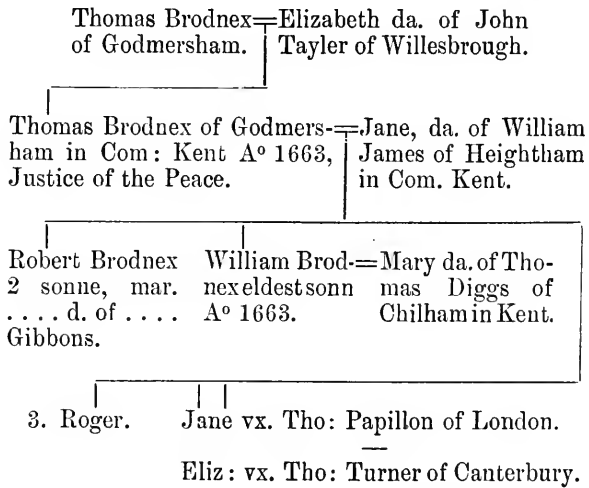 Thomas Brodnex=Elizabeth da. of John
of Godmersham. Tayler of Willesbrough.
Thomas Brodnex of Godmers-=Jane, da. of William
ham in Com: Kent Aº 1663, James of Heightham
Justice of the Peace. in Com. Kent.
Robert Brodnex
2 sonne, mar.
.... d. of ....
Gibbons.
William Brod-=Mary da. of Tho-
nex eldest sonn mas Diggs of
Aº 1663. Chilham in Kent.
3. Roger. Jane vx. Tho: Papillon of London.
Eliz: vx. Tho: Turner of Canterbury.